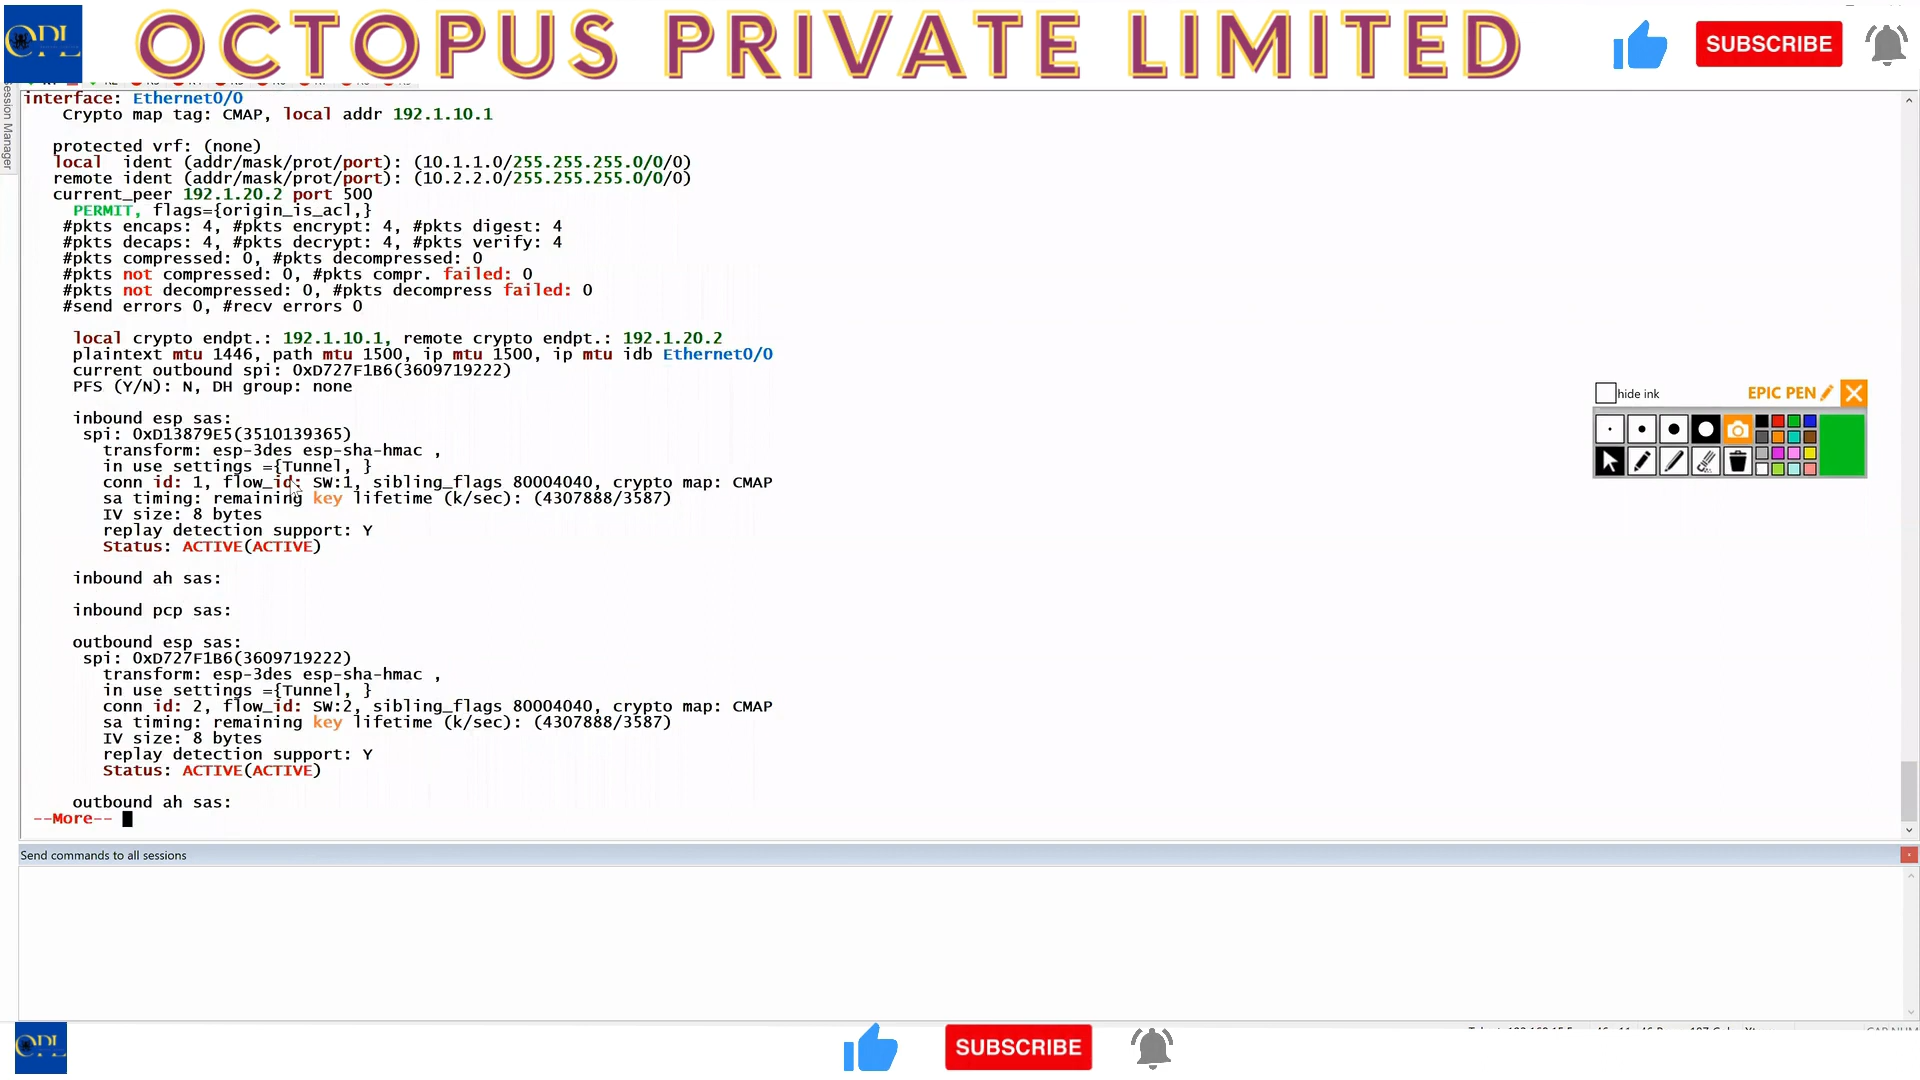 OPL
OCTOPUS PRIVATE LIMITED
SUBSCRIBE
ession Manager
interface: Ethernet0/0
Crypto map tag: CMAP, local addr 192.1.10.1
protected vrf: (none)
local  ident (addr/mask/prot/port): (10.1.1.0/255.255.255.0/0/0)
remote ident (addr/mask/prot/port): (10.2.2.0/255.255.255.0/0/0)
current_peer 192.1.20.2 port 500
PERMIT, flags={origin_is_acl,}
#pkts encaps: 4, #pkts encrypt: 4, #pkts digest: 4
#pkts decaps: 4, #pkts decrypt: 4, #pkts verify: 4
#pkts compressed: 0, #pkts decompressed: 0
#pkts not compressed: 0, #pkts compr. failed: 0
#pkts not decompressed: 0, #pkts decompress failed: 0
#send errors 0, #recv errors 0
local crypto endpt.: 192.1.10.1, remote crypto endpt.: 192.1.20.2
plaintext mtu 1446, path mtu 1500, ip mtu 1500, ip mtu idb Ethernet0/0
current outbound spi: 0xD727F1B6(3609719222)
PFS (Y/N): N, DH group: none
hide ink
EPIC PEN
inbound esp sas:
spi: 0xD13879E5(3510139365)
transform: esp-3des esp-sha-hmac ,
in use settings ={Tunnel, }
conn id: 1, flow_id: SW:1, sibling_flags 80004040, crypto map: CMAP
sa timing: remaining key lifetime (k/sec): (4307888/3587)
IV size: 8 bytes
replay detection support: Y
Status: ACTIVE(ACTIVE)
inbound ah sas:
inbound pcp sas:
outbound esp sas:
spi: 0xD727F1B6(3609719222)
transform: esp-3des esp-sha-hmac ,
in use settings ={Tunnel, }
conn id: 2, flow_id: SW:2, sibling_flags 80004040, crypto map: CMAP
sa timing: remaining key lifetime (k/sec): (4307888/3587)
IV size: 8 bytes
replay detection support: Y
Status: ACTIVE(ACTIVE)
outbound ah sas:
--More--
Send commands to all sessions
OPL
SUBSCRIBE